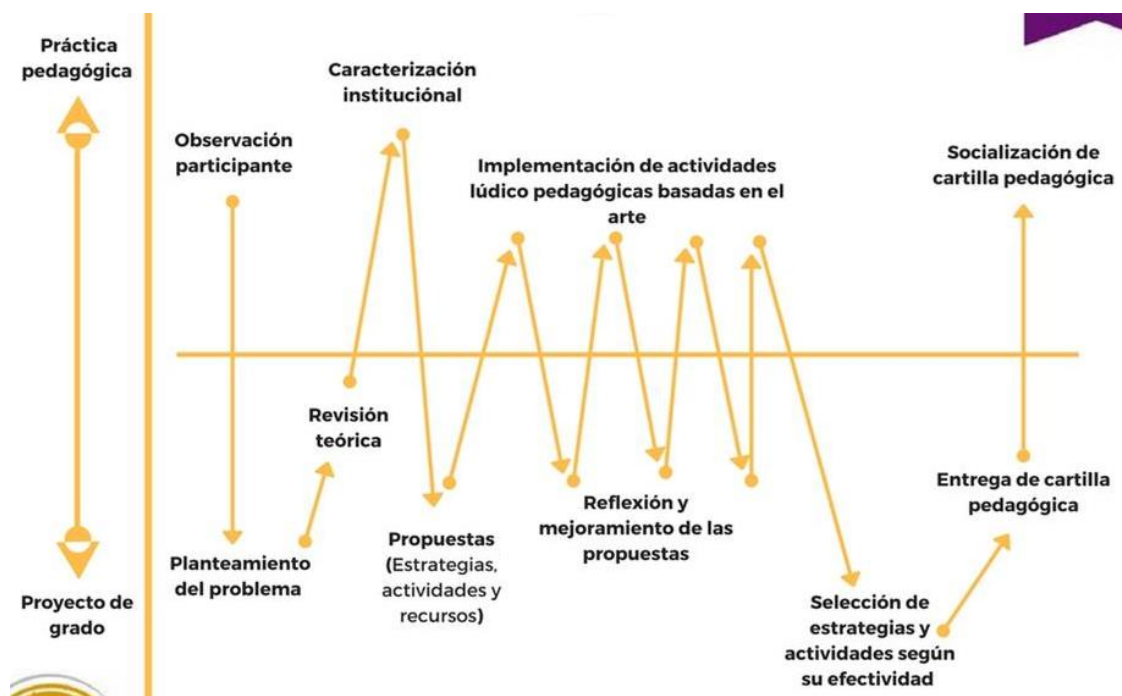 Práctica
pedagógica
Proyecto de
grado
Observación
participante
Planteamiento
del problema
Revisión
teórica
Caracterización
instituciónal
Propuestas
(Estrategias,
actividades y
recursos)
Implementación de actividades
lúdico pedagógicas basadas en el
arte
Reflexión y
mejoramiento de las
propuestas
Selección de
estrategias y
actividades según
su efectividad
Entrega de cartilla
pedagógica
Socialización de
cartilla pedagógica